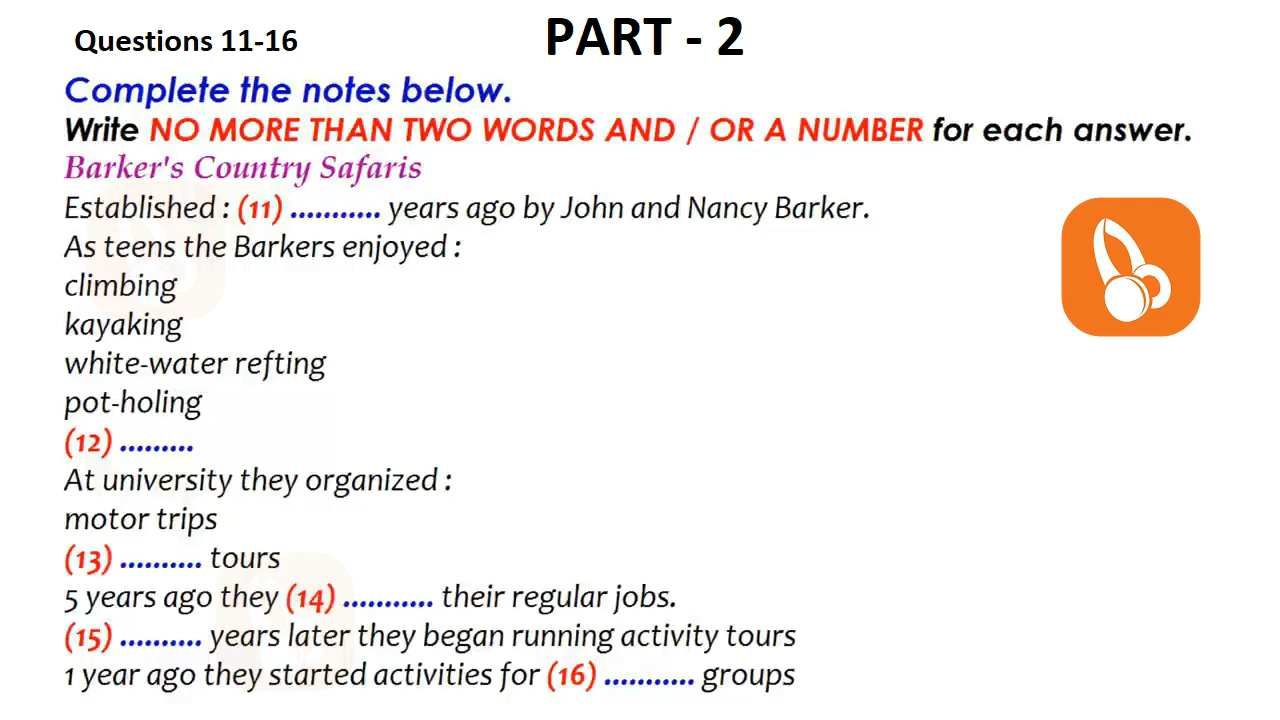 Questions 11-16
PART - 2
Complete the notes below.
Write NO MORE THAN TWO WORDS AND / OR A NUMBER for each answer.
Barker's Country Safaris
Established : (11) ........... years ago by John and Nancy Barker.
As teens the Barkers enjoyed :
climbing
kayaking
white-water refting
pot-holing
(12) .........
At university they organized :
motor trips
(13) .......... tours
5 years ago they (14) ........... their regular jobs.
(15) .......... years later they began running activity tours
1 year ago they started activities for (16) ........... groups